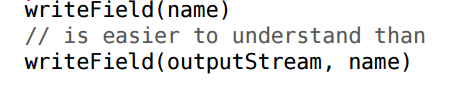 writeField(name)
// is easier to understand than
writeField(outputStream, name)